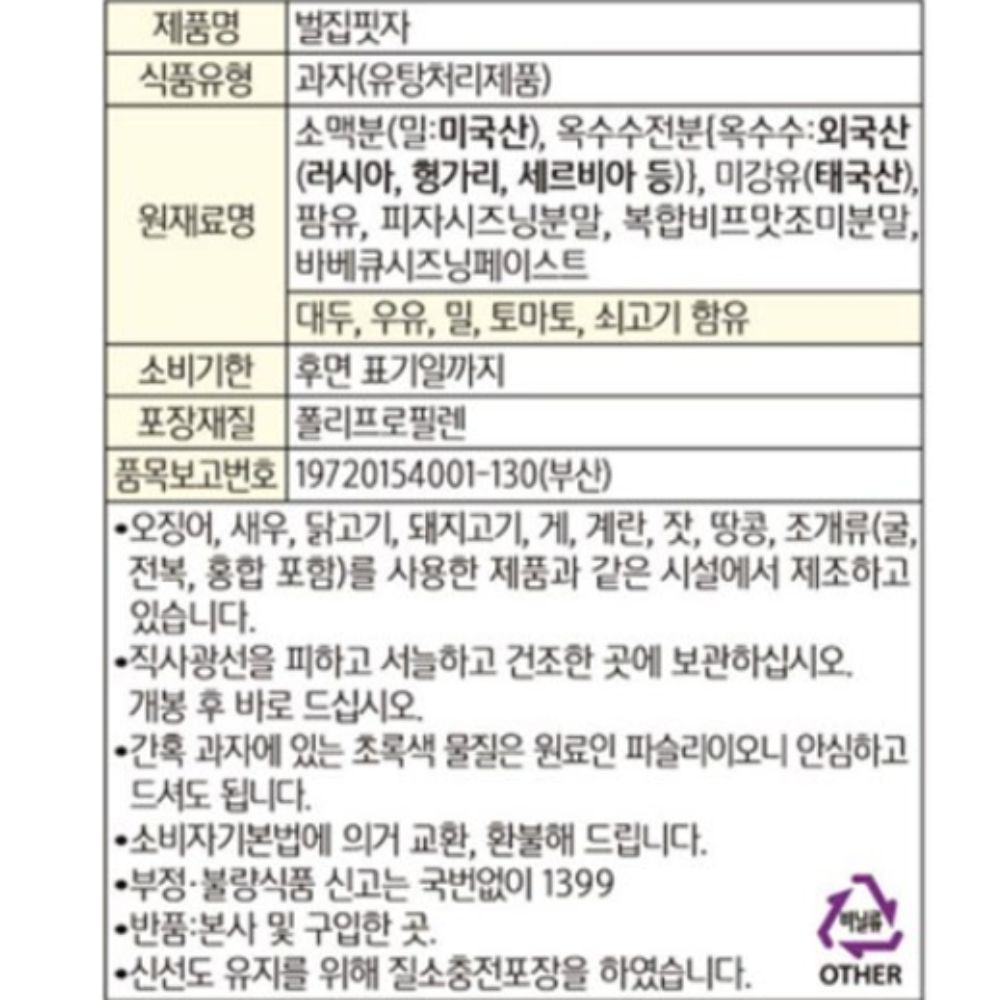 제품명 벌집핏자
식품유형 과자(유탕처리제품)
원재료명
소맥분(밀:미국산), 옥수수전분{옥수수:외국산
(러시아, 헝가리, 세르비아 등)}, 미강유(태국산),
팜유, 피자시즈닝분말, 복합비프맛조미분말,
바베큐시즈닝페이스트
대두, 우유, 밀, 토마토, 쇠고기 함유
소비기한 후면 표기일까지
포장재질 폴리프로필렌
품목보고번호 19720154001-130(부산)
•오징어, 새우, 닭고기, 돼지고기, 게, 계란, 잣, 땅콩, 조개류(굴,
전복, 홍합 포함)를 사용한 제품과 같은 시설에서 제조하고
있습니다.
•직사광선을 피하고 서늘하고 건조한 곳에 보관하십시오.
개봉 후 바로 드십시오.
•간혹 과자에 있는 초록색 물질은 원료인 파슬리이오니 안심하고
드셔도 됩니다.
•소비자기본법에 의거 교환, 환불해 드립니다.
•부정·불량식품 신고는 국번없이 1399
•반품:본사 및 구입한 곳.
•신선도 유지를 위해 질소충전포장을 하였습니다.
비닐류
OTHER